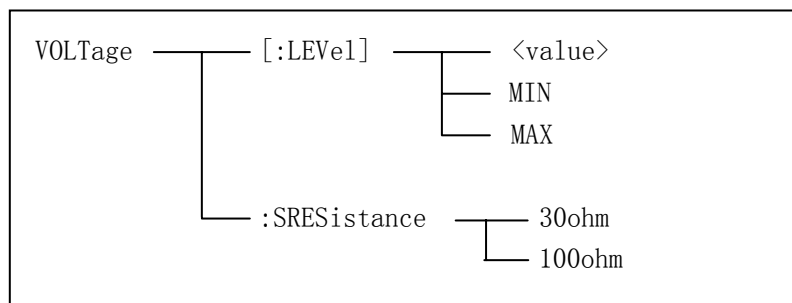 VOLTage [:LEVel] <value>
MIN
MAX
:SRESistance 30ohm
100ohm